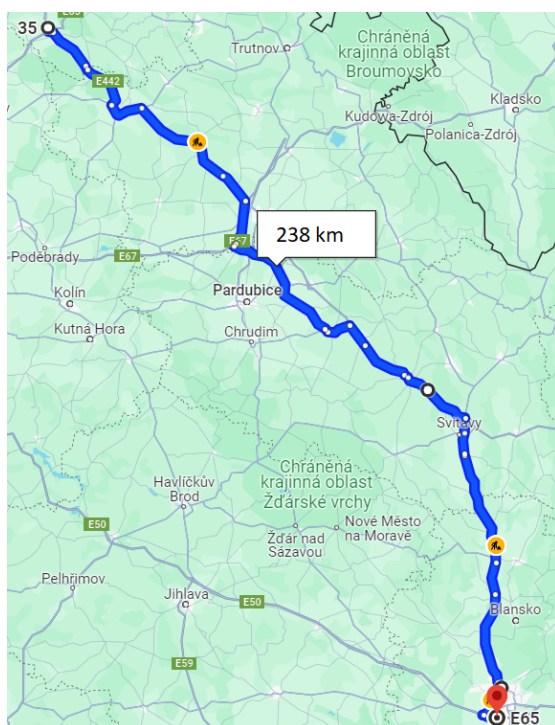 35
E65
Chráněná
krajinná oblast
Broumovsko
Trutnov
E442
Kladsko
Kudowa-Zdrój
Polanica-Zdrój
238 km
E67
Poděbrady
E67
Kolín
Pardubice
Kutná Hora
Chrudim
Svitavy
Chráněná
krajinná oblast
Žďárské vrchy
Havlíčkův
Brod
E50
Nové Město
na Moravě
Žďár nad
Sázavou
Pelhřimov
Jihlava
E50
Blansko
E59
E65